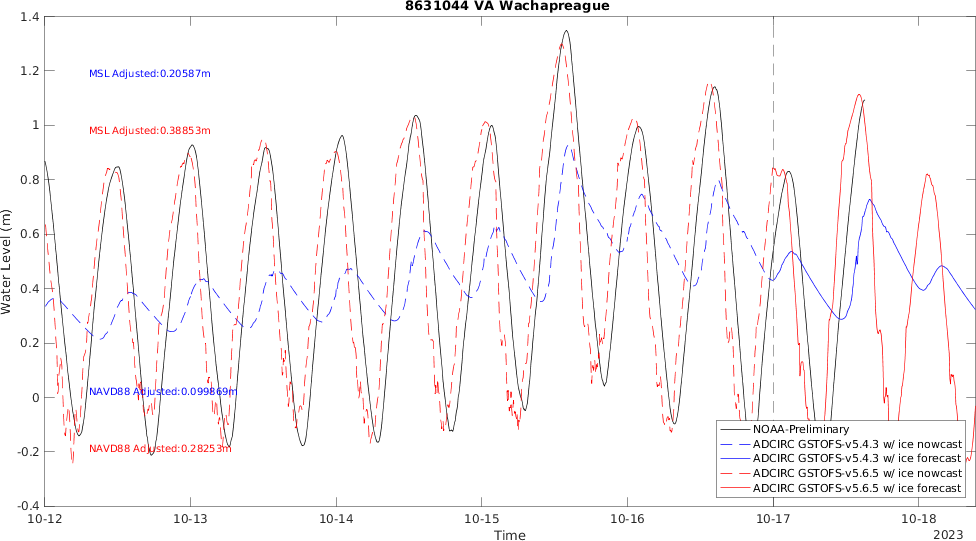 8631044 VA Wachapreague
1.4
1.2
1
0.8
0.6
0.4
0.2
0
-0.2
-0.4
Water Level (m)
MSL Adjusted:0.20587m
MSL Adjusted:0.38853m
NAVD88 Adjusted:0.099869m
NAVD88 Adjusted:0.28253m
NOAA-Preliminary
ADCIRC GSTOFS-v5.4.3 w/ ice nowcast
ADCIRC GSTOFS-v5.4.3 w/ ice forecast
ADCIRC GSTOFS-v5.6.5 w/ ice nowcast
ADCIRC GSTOFS-v5.6.5 w/ ice forecast
10-12 10-13 10-14 10-15 10-16 10-17 10-18
Time
2023